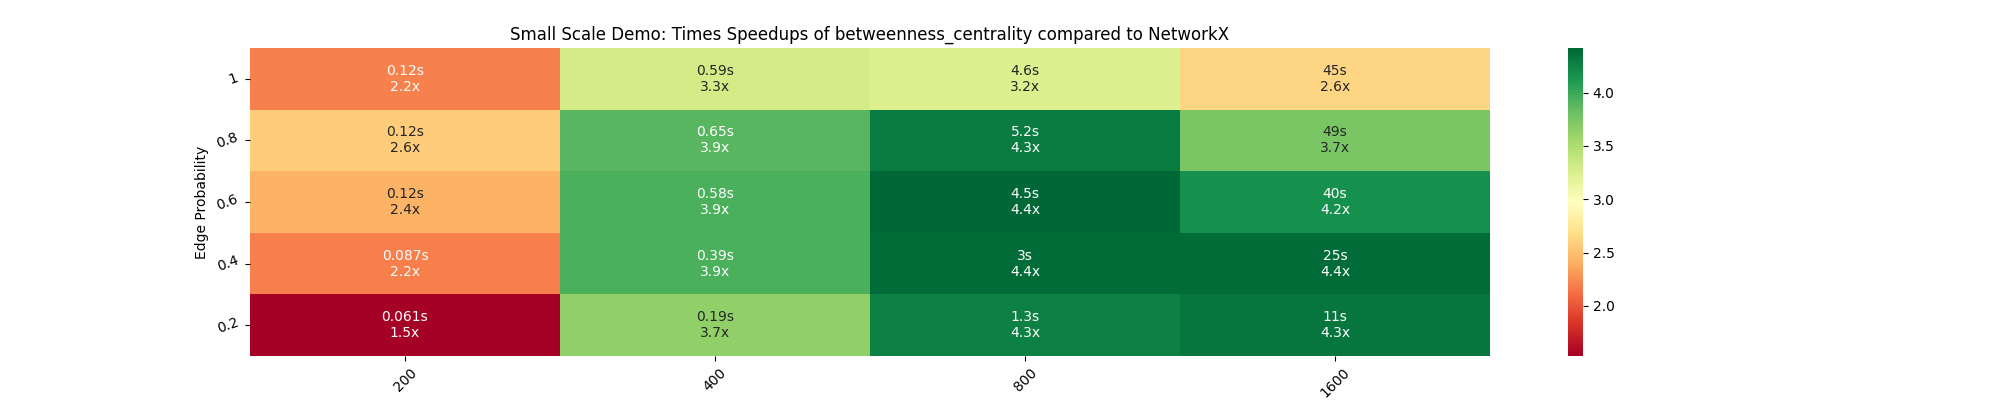 Small Scale Demo: Times Speedups of betweenness_centrality compared to NetworkX
Edge Probability
1
0.12s
2.2x
0.59s
3.3x
4.6s
3.2x
45s
2.6x
0.8
0.12s
2.6x
0.65s
3.9x
5.2s
4.3x
49s
3.7x
0.6
0.12s
2.4x
0.58s
3.9x
4.5s
4.4x
40s
4.2x
0.4
0.087s
2.2x
0.39s
3.9x
3s
4.4x
25s
4.4x
0.2
0.061s
1.5x
0.19s
3.7x
1.3s
4.3x
11s
4.3x
200
400
800
1600
4.0
3.5
3.0
2.5
2.0